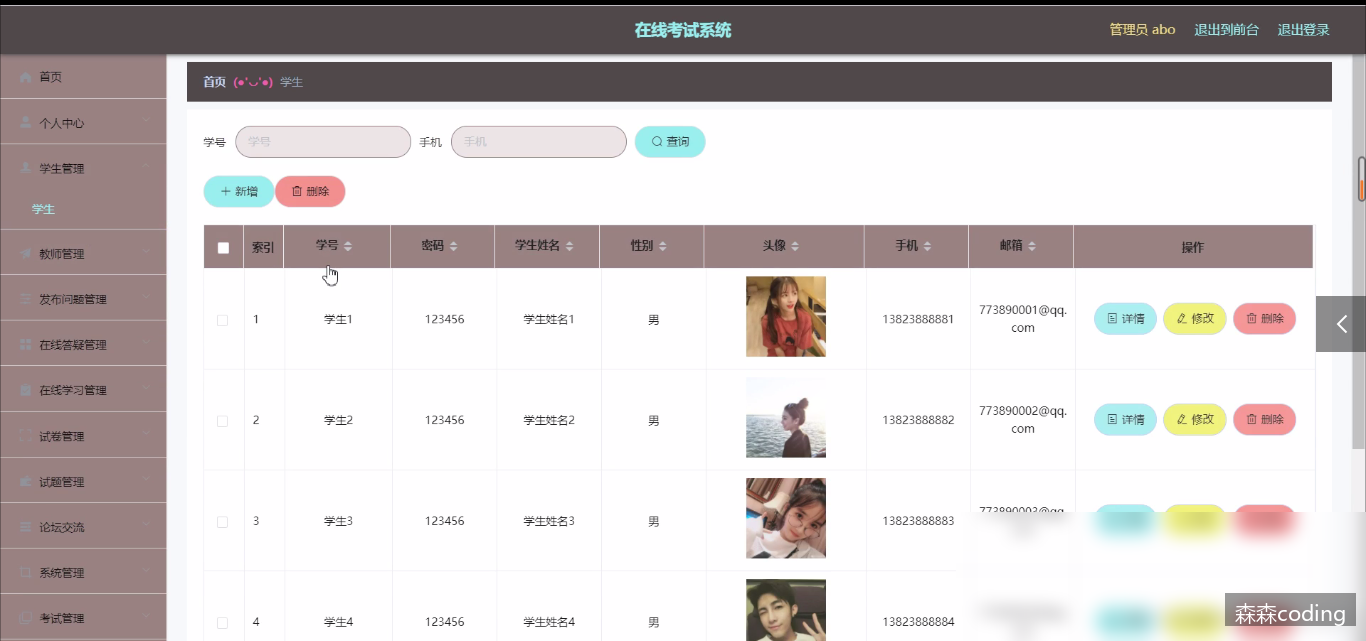 在线考试系统
管理员 abo 退出到前台 退出登录
首页
个人中心
学生管理
学生
教师管理
发布问题管理
在线答疑管理
在线学习管理
试卷管理
试题管理
论坛交流
系统管理
考试管理
首页 (●'◡'●) 学生
学号 学号 手机 手机 查询
新增 删除
索引 学号 密码 学生姓名 性别 头像 手机 邮箱 操作
1 学生1 123456 学生姓名1 男 13823888881 773890001@qq.
com 详情 修改 删除
2 学生2 123456 学生姓名2 男 13823888882 773890002@qq.
com 详情 修改 删除
3 学生3 123456 学生姓名3 男 13823888883 773890003@qq.
4 学生4 123456 学生姓名4 男 13823888884
森森coding